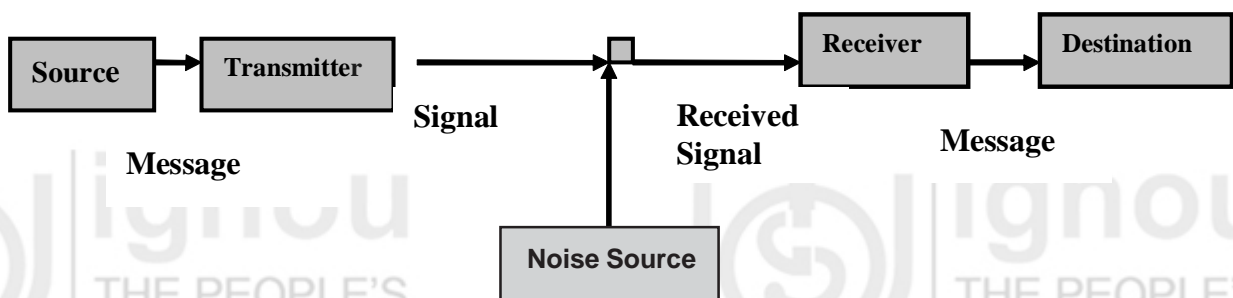 Source
Transmitter
Receiver
Destination
Signal
Received
Signal
Message
Message
Noise Source
ignou
THE PEOPLE'S
ignou
THE PEOPLE'S